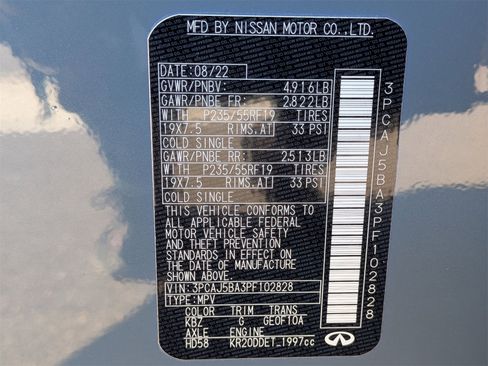 MFD BY NISSAN MOTOR CO.,LTD.
DATE: 08/22
GVWR/PNBV: 4,916LB
GAWR/PNBE FR: 2,822LB
WITH P235/55RF19 TIRES
19X7.5 RIMS,AT 33 PSI
COLD SINGLE
GAWR/PNBE RR: 2,513LB
WITH P235/55RF19 TIRES
19X7.5 RIMS,AT 33 PSI
COLD SINGLE
THIS VEHICLE CONFORMS TO
ALL APPLICABLE FEDERAL
MOTOR VEHICLE SAFETY
AND THEFT PREVENTION
STANDARDS IN EFFECT
ON THE DATE OF MANUFACTURE
SHOWN ABOVE
VIN: 3PCAJ5BA3PF102828
TYPE: MPV
COLOR TRIM TRANS
KBZ G GE0F10A
AXLE ENGINE
HD58 KR20DDET 1997cc
3PCAJ5BA3PF102828